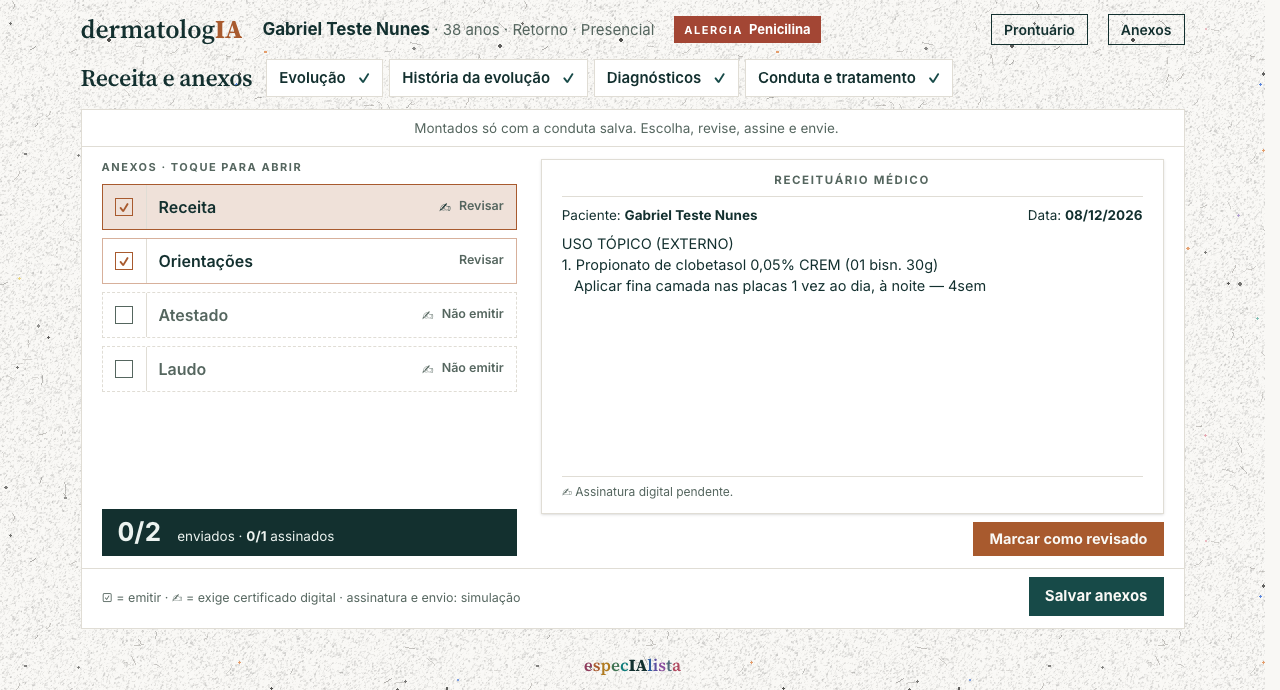 dermatologIA Gabriel Teste Nunes · 38 anos · Retorno · Presencial ALERGIA Penicilina Prontuário Anexos
Receita e anexos Evolução ✓ História da evolução ✓ Diagnósticos ✓ Conduta e tratamento ✓
Montados só com a conduta salva. Escolha, revise, assine e envie.
ANEXOS · TOQUE PARA ABRIR
Receita ✍ Revisar
Orientações Revisar
Atestado ✍ Não emitir
Laudo ✍ Não emitir
0/2 enviados · 0/1 assinados
RECEITUÁRIO MÉDICO
Paciente: Gabriel Teste Nunes Data: 08/12/2026
USO TÓPICO (EXTERNO)
1. Propionato de clobetasol 0,05% CREM (01 bisn. 30g)
Aplicar fina camada nas placas 1 vez ao dia, à noite — 4sem
✍ Assinatura digital pendente.
Marcar como revisado
☑ = emitir · ✍ = exige certificado digital · assinatura e envio: simulação
Salvar anexos
especIAlista